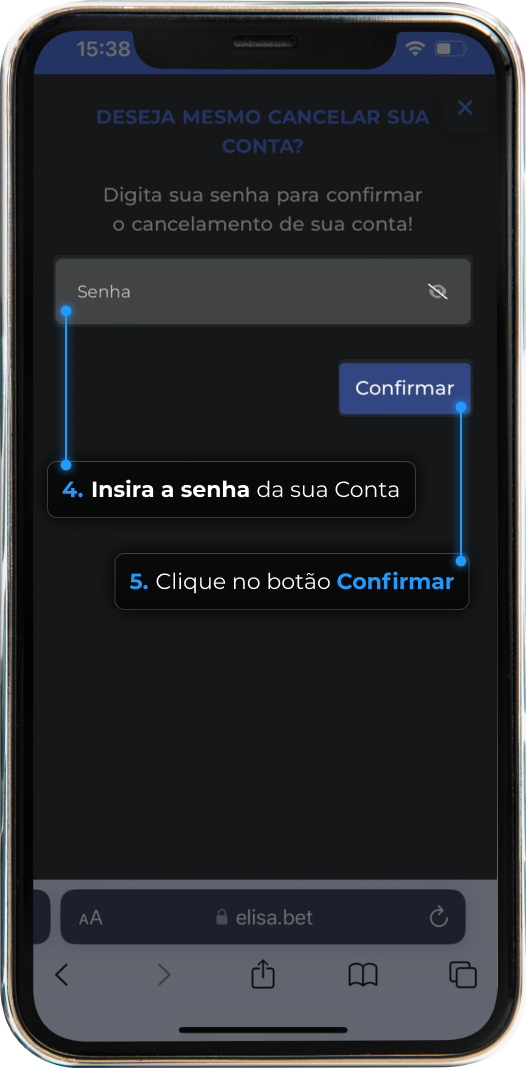 15:38
DESEJA MESMO CANCELAR SUA
CONTA?
Digita sua senha para confirmar
o cancelamento de sua conta!
Senha
Confirmar
4. Insira a senha da sua Conta
5. Clique no botão Confirmar
AA
elisa.bet